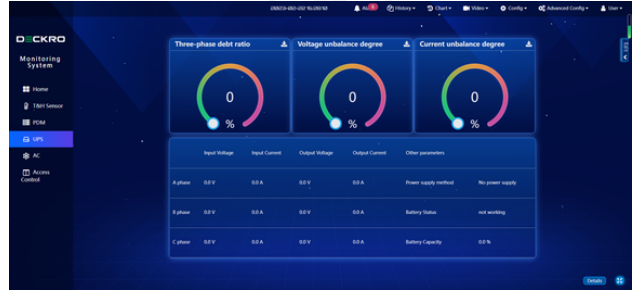 History
Chart
Video
Config
Advanced Config
User
DECKRO
Monitoring
System
Home
T&H Sensor
PDM
UPS
AC
Access
Control
Three-phase debt ratio
Voltage unbalance degree
Current unbalance degree
0
%
0
%
0
%
Input Voltage Input Current Output Voltage Output Current Other parameters
A phase 0.0 V 0.0 A 0.0 V 0.0 A Power supply method No power supply
B phase 0.0 V 0.0 A 0.0 V 0.0 A Battery Status not working
C phase 0.0 V 0.0 A 0.0 V 0.0 A Battery Capacity 0.0 %
Details